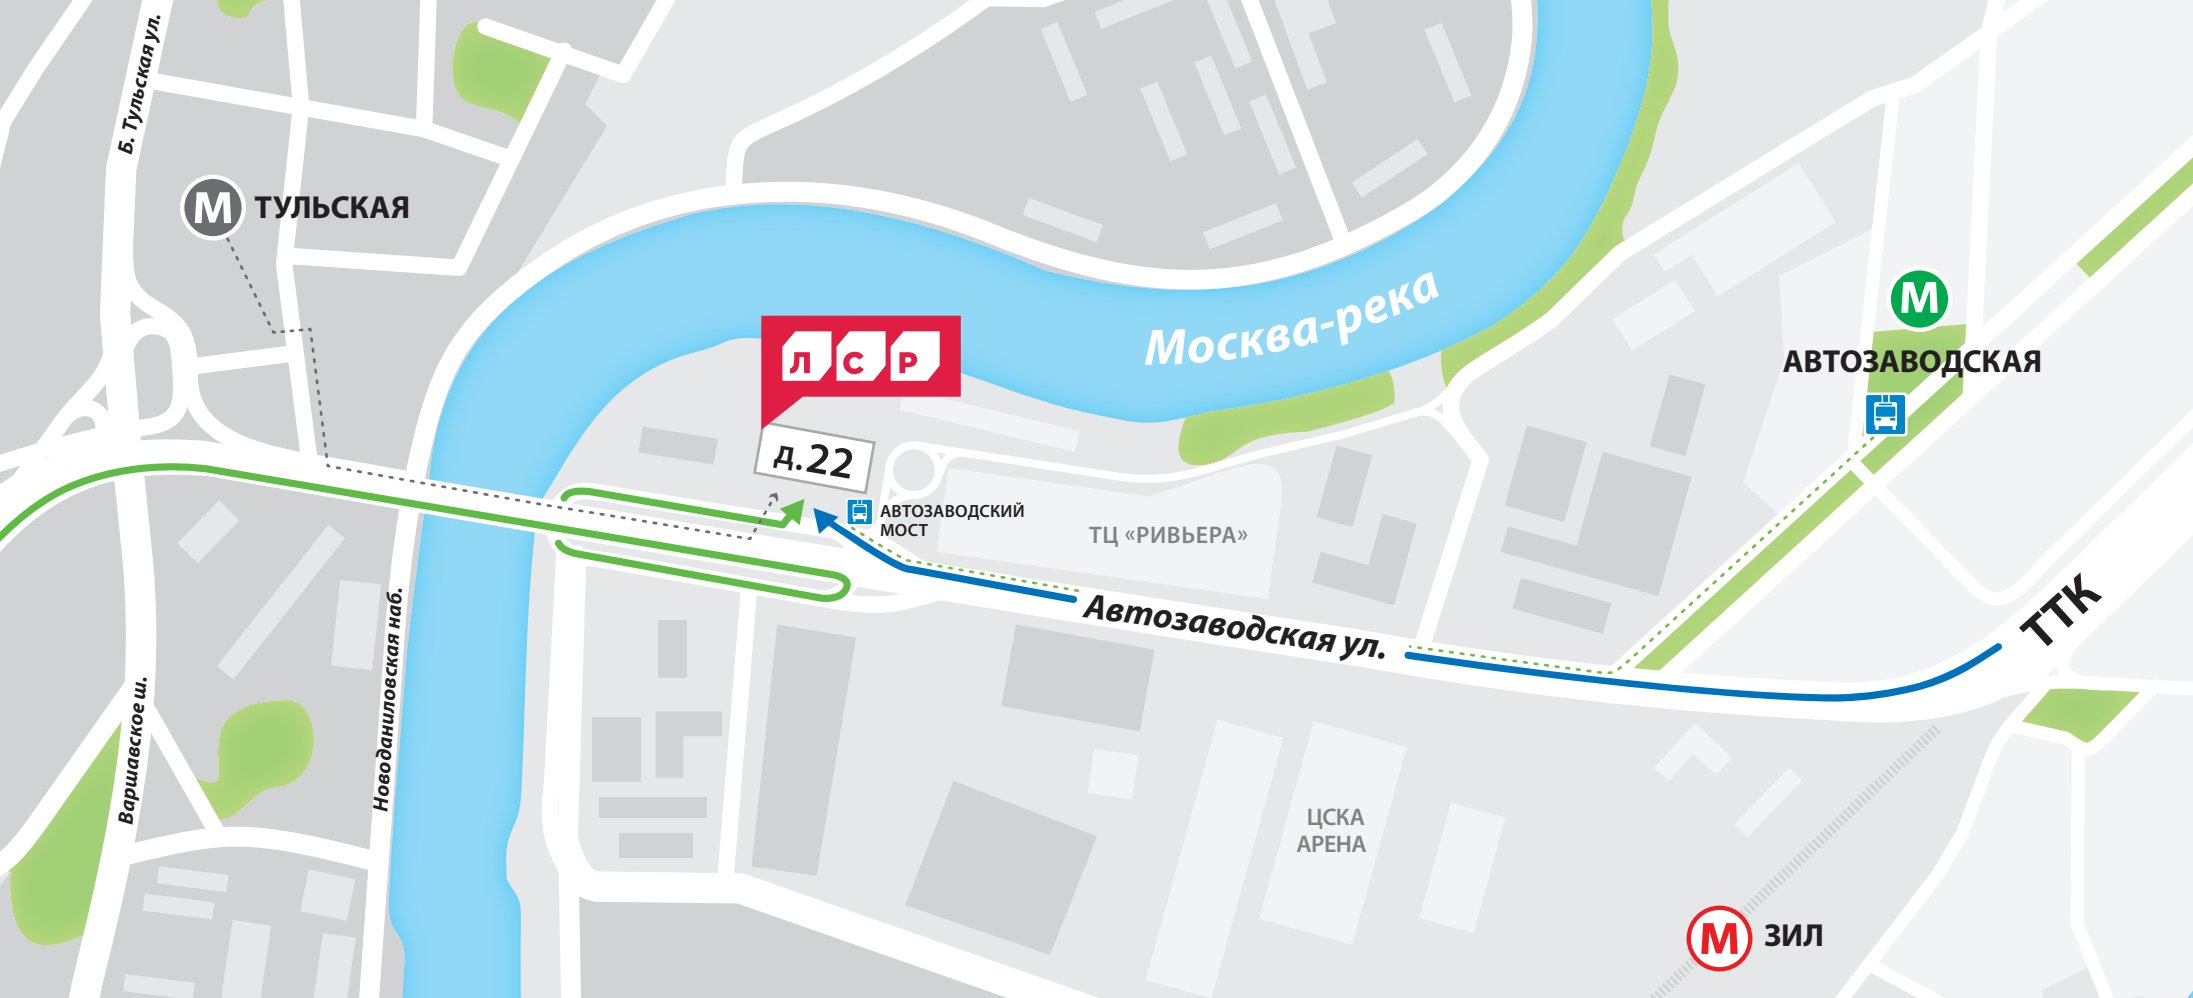 Б. Тульская ул.
М ТУЛЬСКАЯ
Москва-река
М
АВТОЗАВОДСКАЯ
ЛСР
д.22
АВТОЗАВОДСКИЙ
МОСТ
ТЦ «РИВЬЕРА»
Автозаводская ул.
ТТК
Новоданиловская наб.
Варшавское ш.
ЦСКА
АРЕНА
М ЗИЛ